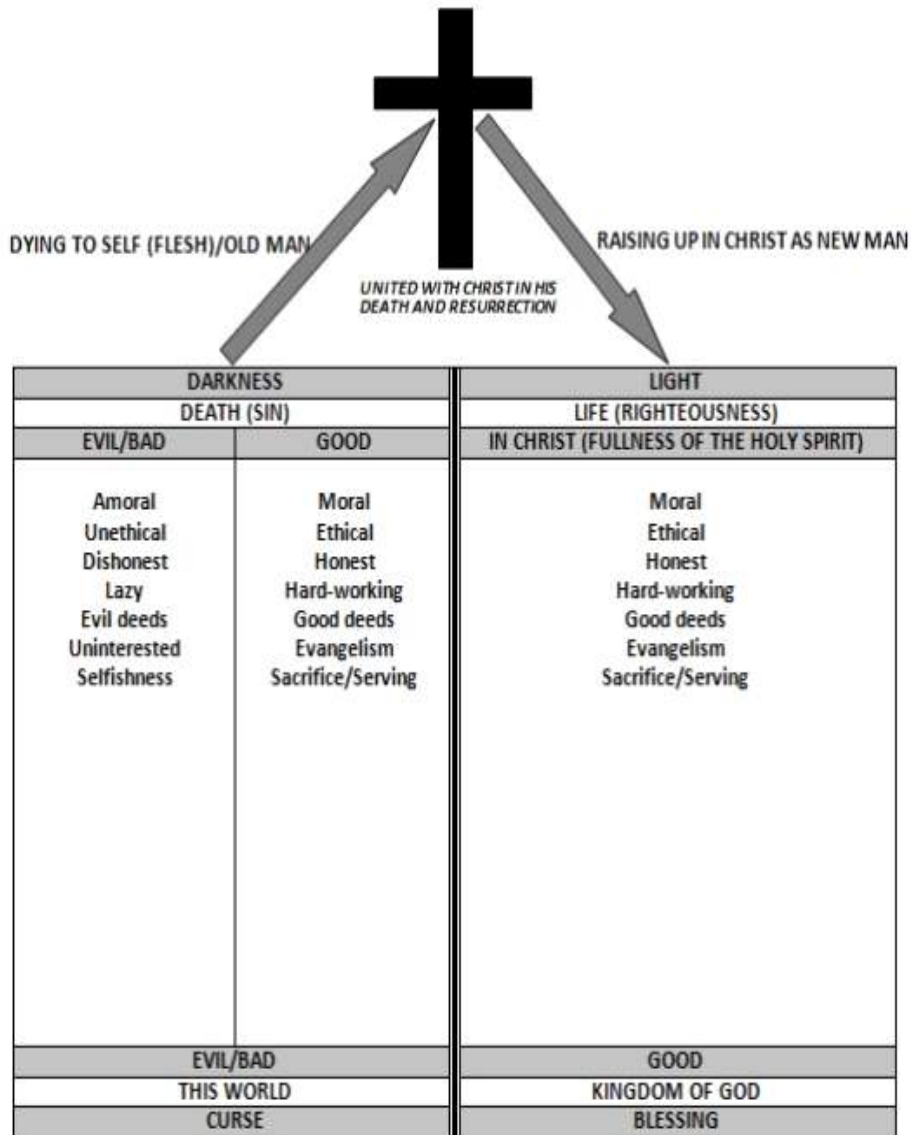 DYING TO SELF (FLESH)/OLD MAN
RAISING UP IN CHRIST AS NEW MAN
UNITED WITH CHRIST IN HIS
DEATH AND RESURRECTION
DARKNESS
DEATH (SIN)
EVIL/BAD
GOOD
Amoral
Unethical
Dishonest
Lazy
Evil deeds
Uninterested
Selfishness
Moral
Ethical
Honest
Hard-working
Good deeds
Evangelism
Sacrifice/Serving
EVIL/BAD
THIS WORLD
CURSE
LIGHT
LIFE (RIGHTEOUSNESS)
IN CHRIST (FULLNESS OF THE HOLY SPIRIT)
Moral
Ethical
Honest
Hard-working
Good deeds
Evangelism
Sacrifice/Serving
GOOD
KINGDOM OF GOD
BLESSING